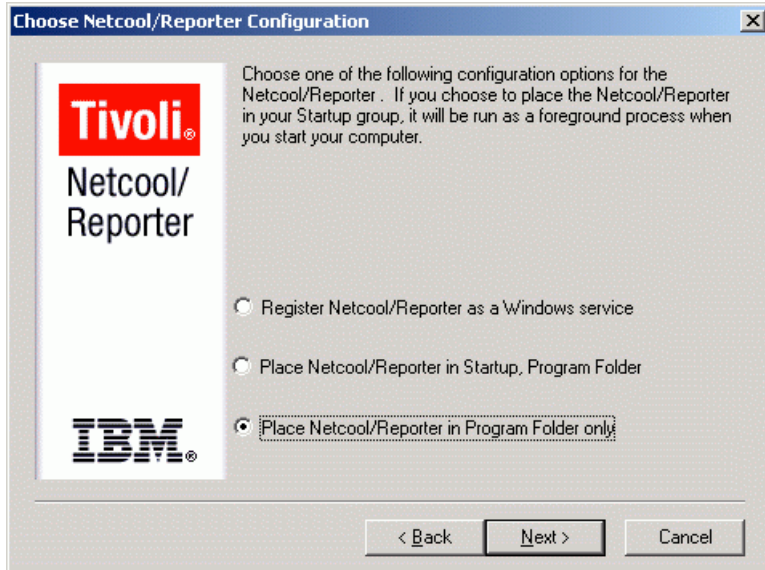 Choose Netcool/Reporter Configuration
Tivoli®
Netcool/
Reporter
IBM®
Choose one of the following configuration options for the
Netcool/Reporter . If you choose to place the Netcool/Reporter
in your Startup group, it will be run as a foreground process when
you start your computer.
Register Netcool/Reporter as a Windows service
Place Netcool/Reporter in Startup, Program Folder
Place Netcool/Reporter in Program Folder only
< Back
Next >
Cancel